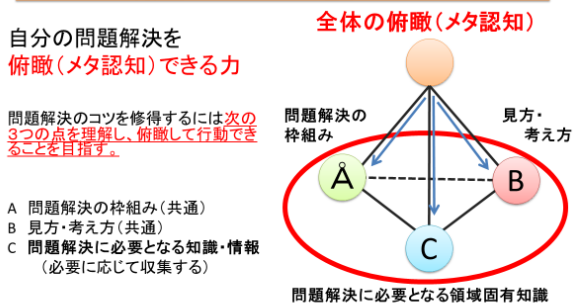 全体の俯瞰（メタ認知）
自分の問題解決を
俯瞰（メタ認知）できる力
問題解決のコツを修得するには次の
３つの点を理解し、俯瞰して行動でき
ることを目指す。
A 問題解決の枠組み（共通）
B 見方・考え方（共通）
C 問題解決に必要となる知識・情報
（必要に応じて収集する）
問題解決の
枠組み
見方・
考え方
Å
B
C
問題解決に必要となる領域固有知識